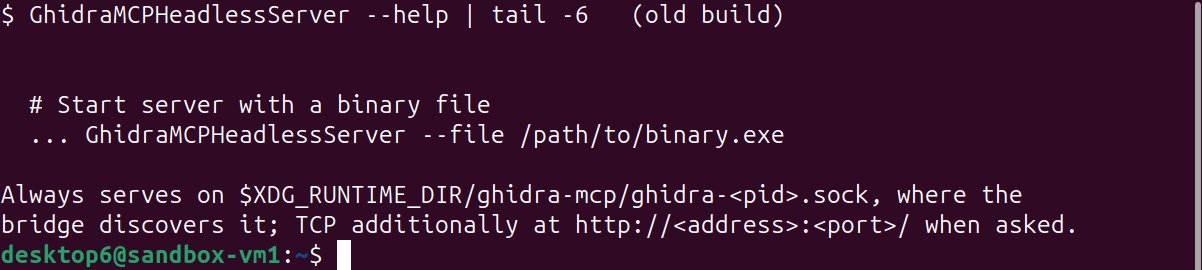 $ GhidraMCPHeadlessServer --help | tail -6   (old build)
  # Start server with a binary file
  ... GhidraMCPHeadlessServer --file /path/to/binary.exe
Always serves on $XDG_RUNTIME_DIR/ghidra-mcp/ghidra-<pid>.sock, where the
bridge discovers it; TCP additionally at http://<address>:<port>/ when asked.
desktop6@sandbox-vm1:~$